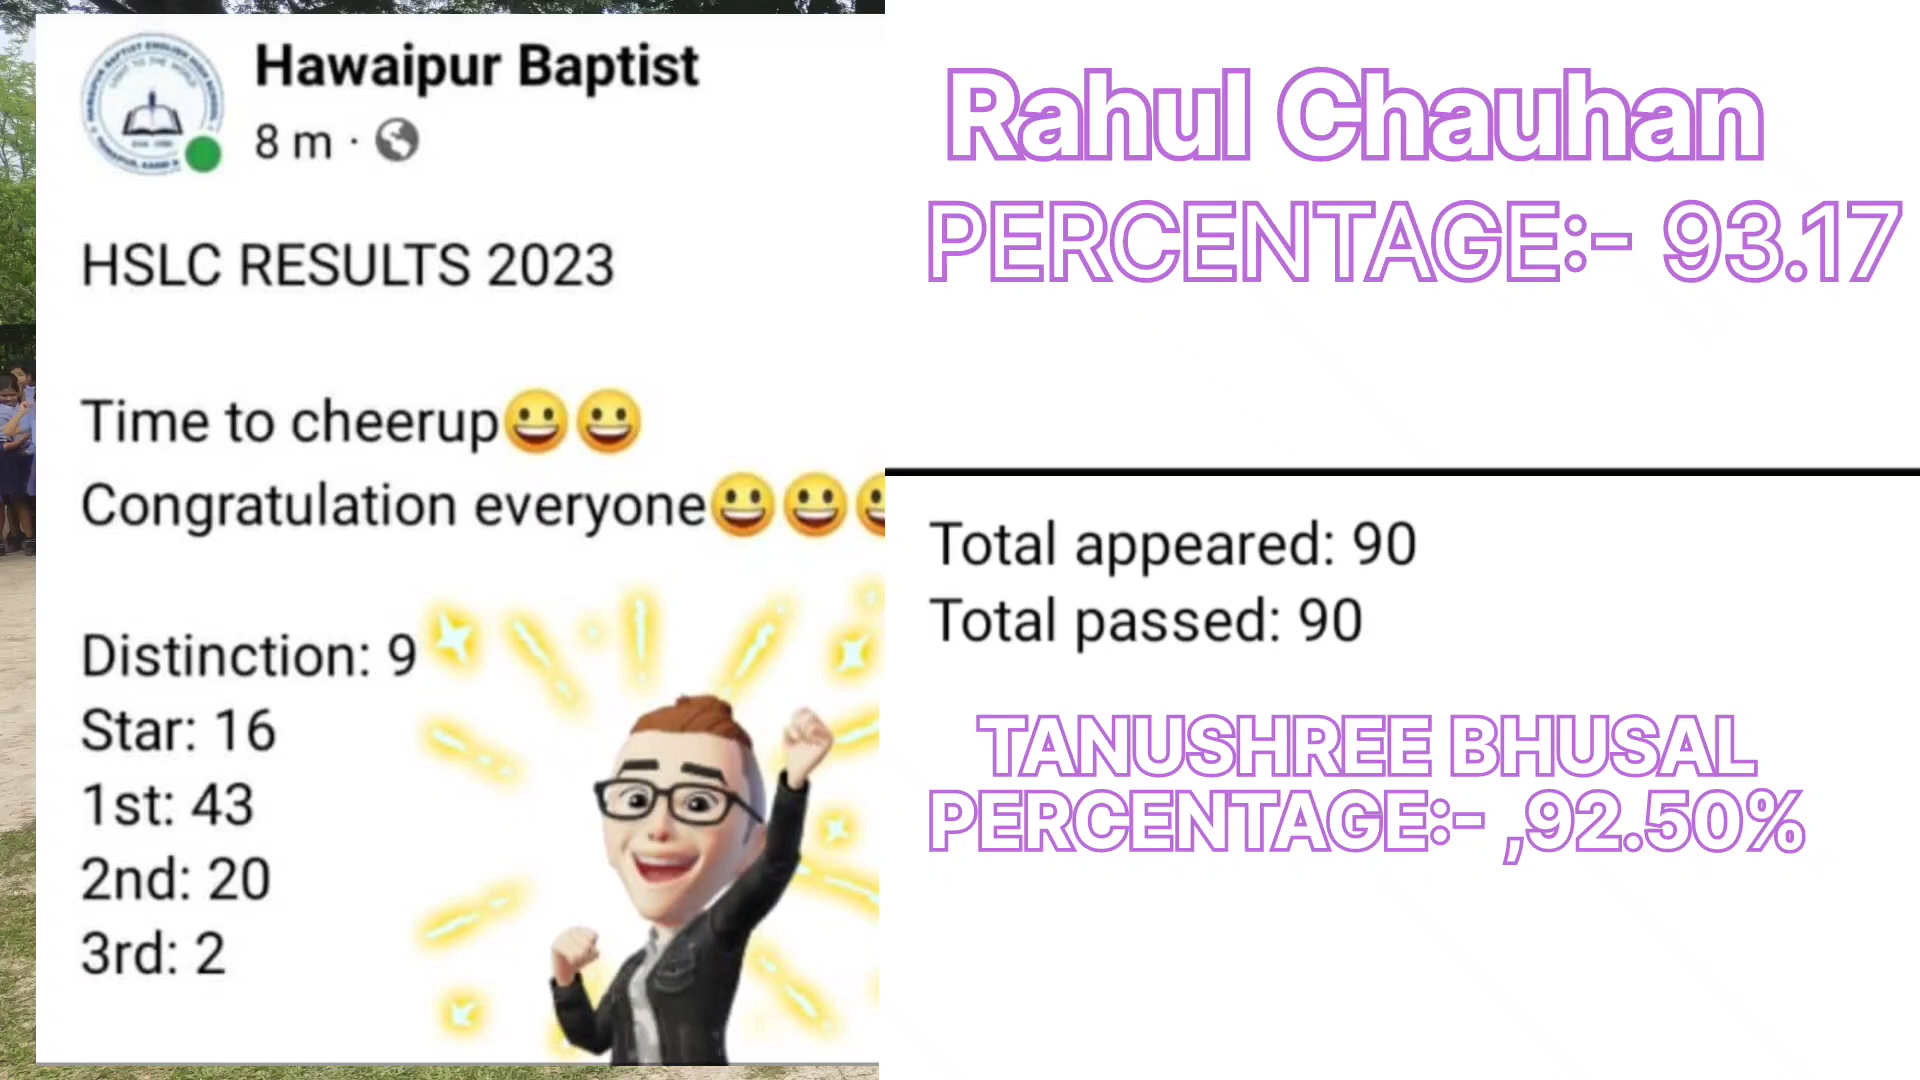 Hawaipur Baptist
8 m ·
HSLC RESULTS 2023
Time to cheerup😀😀
Congratulation everyone😀😀😀
Distinction: 9
Star: 16
1st: 43
2nd: 20
3rd: 2
Rahul Chauhan
PERCENTAGE:- 93.17
Total appeared: 90
Total passed: 90
TANUSHREE BHUSAL
PERCENTAGE:- ,92.50%